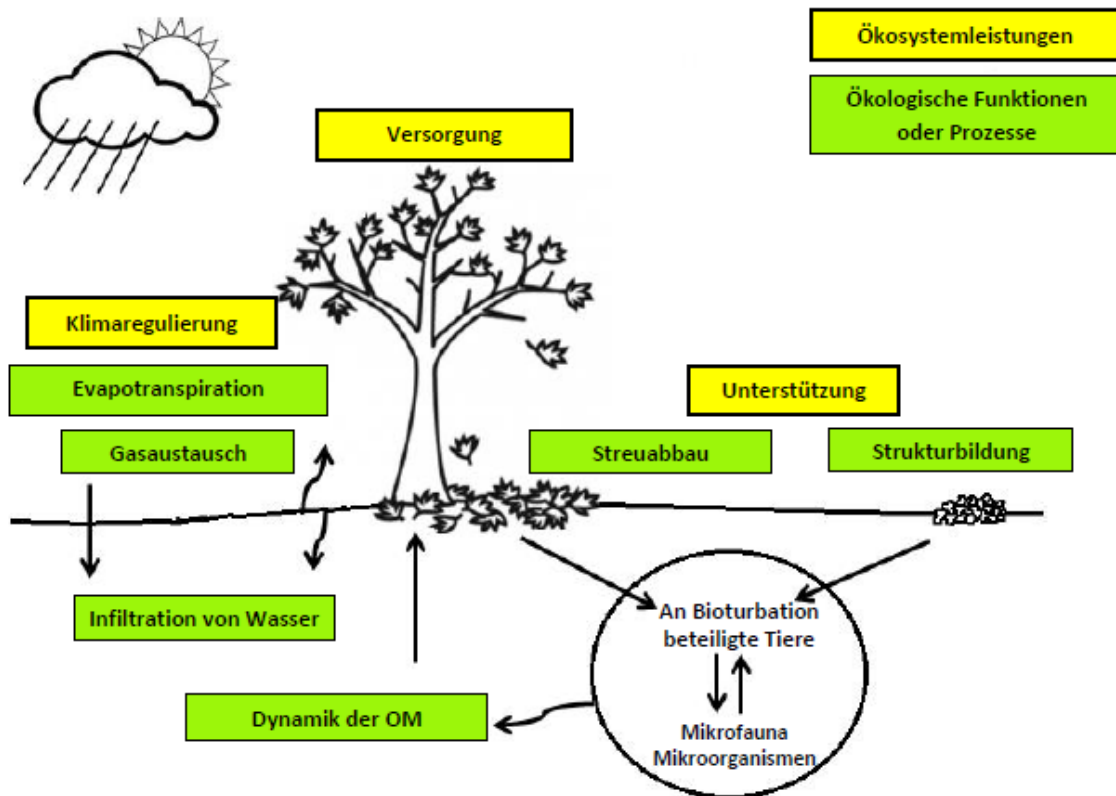 Ökosystemleistungen
Ökologische Funktionen
oder Prozesse
Versorgung
Klimaregulierung
Evapotranspiration
Gasaustausch
Unterstützung
Streuabbau
Strukturbildung
Infiltration von Wasser
An Bioturbation
beteiligte Tiere
Dynamik der OM
Mikrofauna
Mikroorganismen